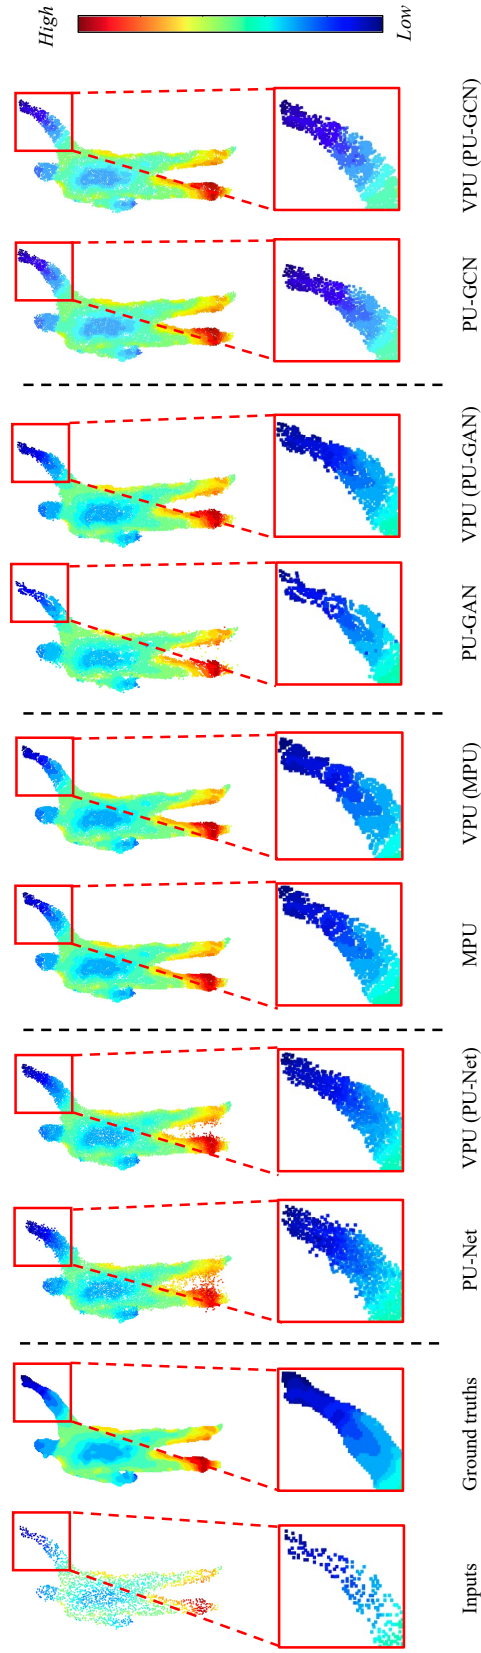 High
Low
Inputs
Ground truths
PU-Net
VPU (PU-Net)
MPU
VPU (MPU)
PU-GAN
VPU (PU-GAN)
PU-GCN
VPU (PU-GCN)